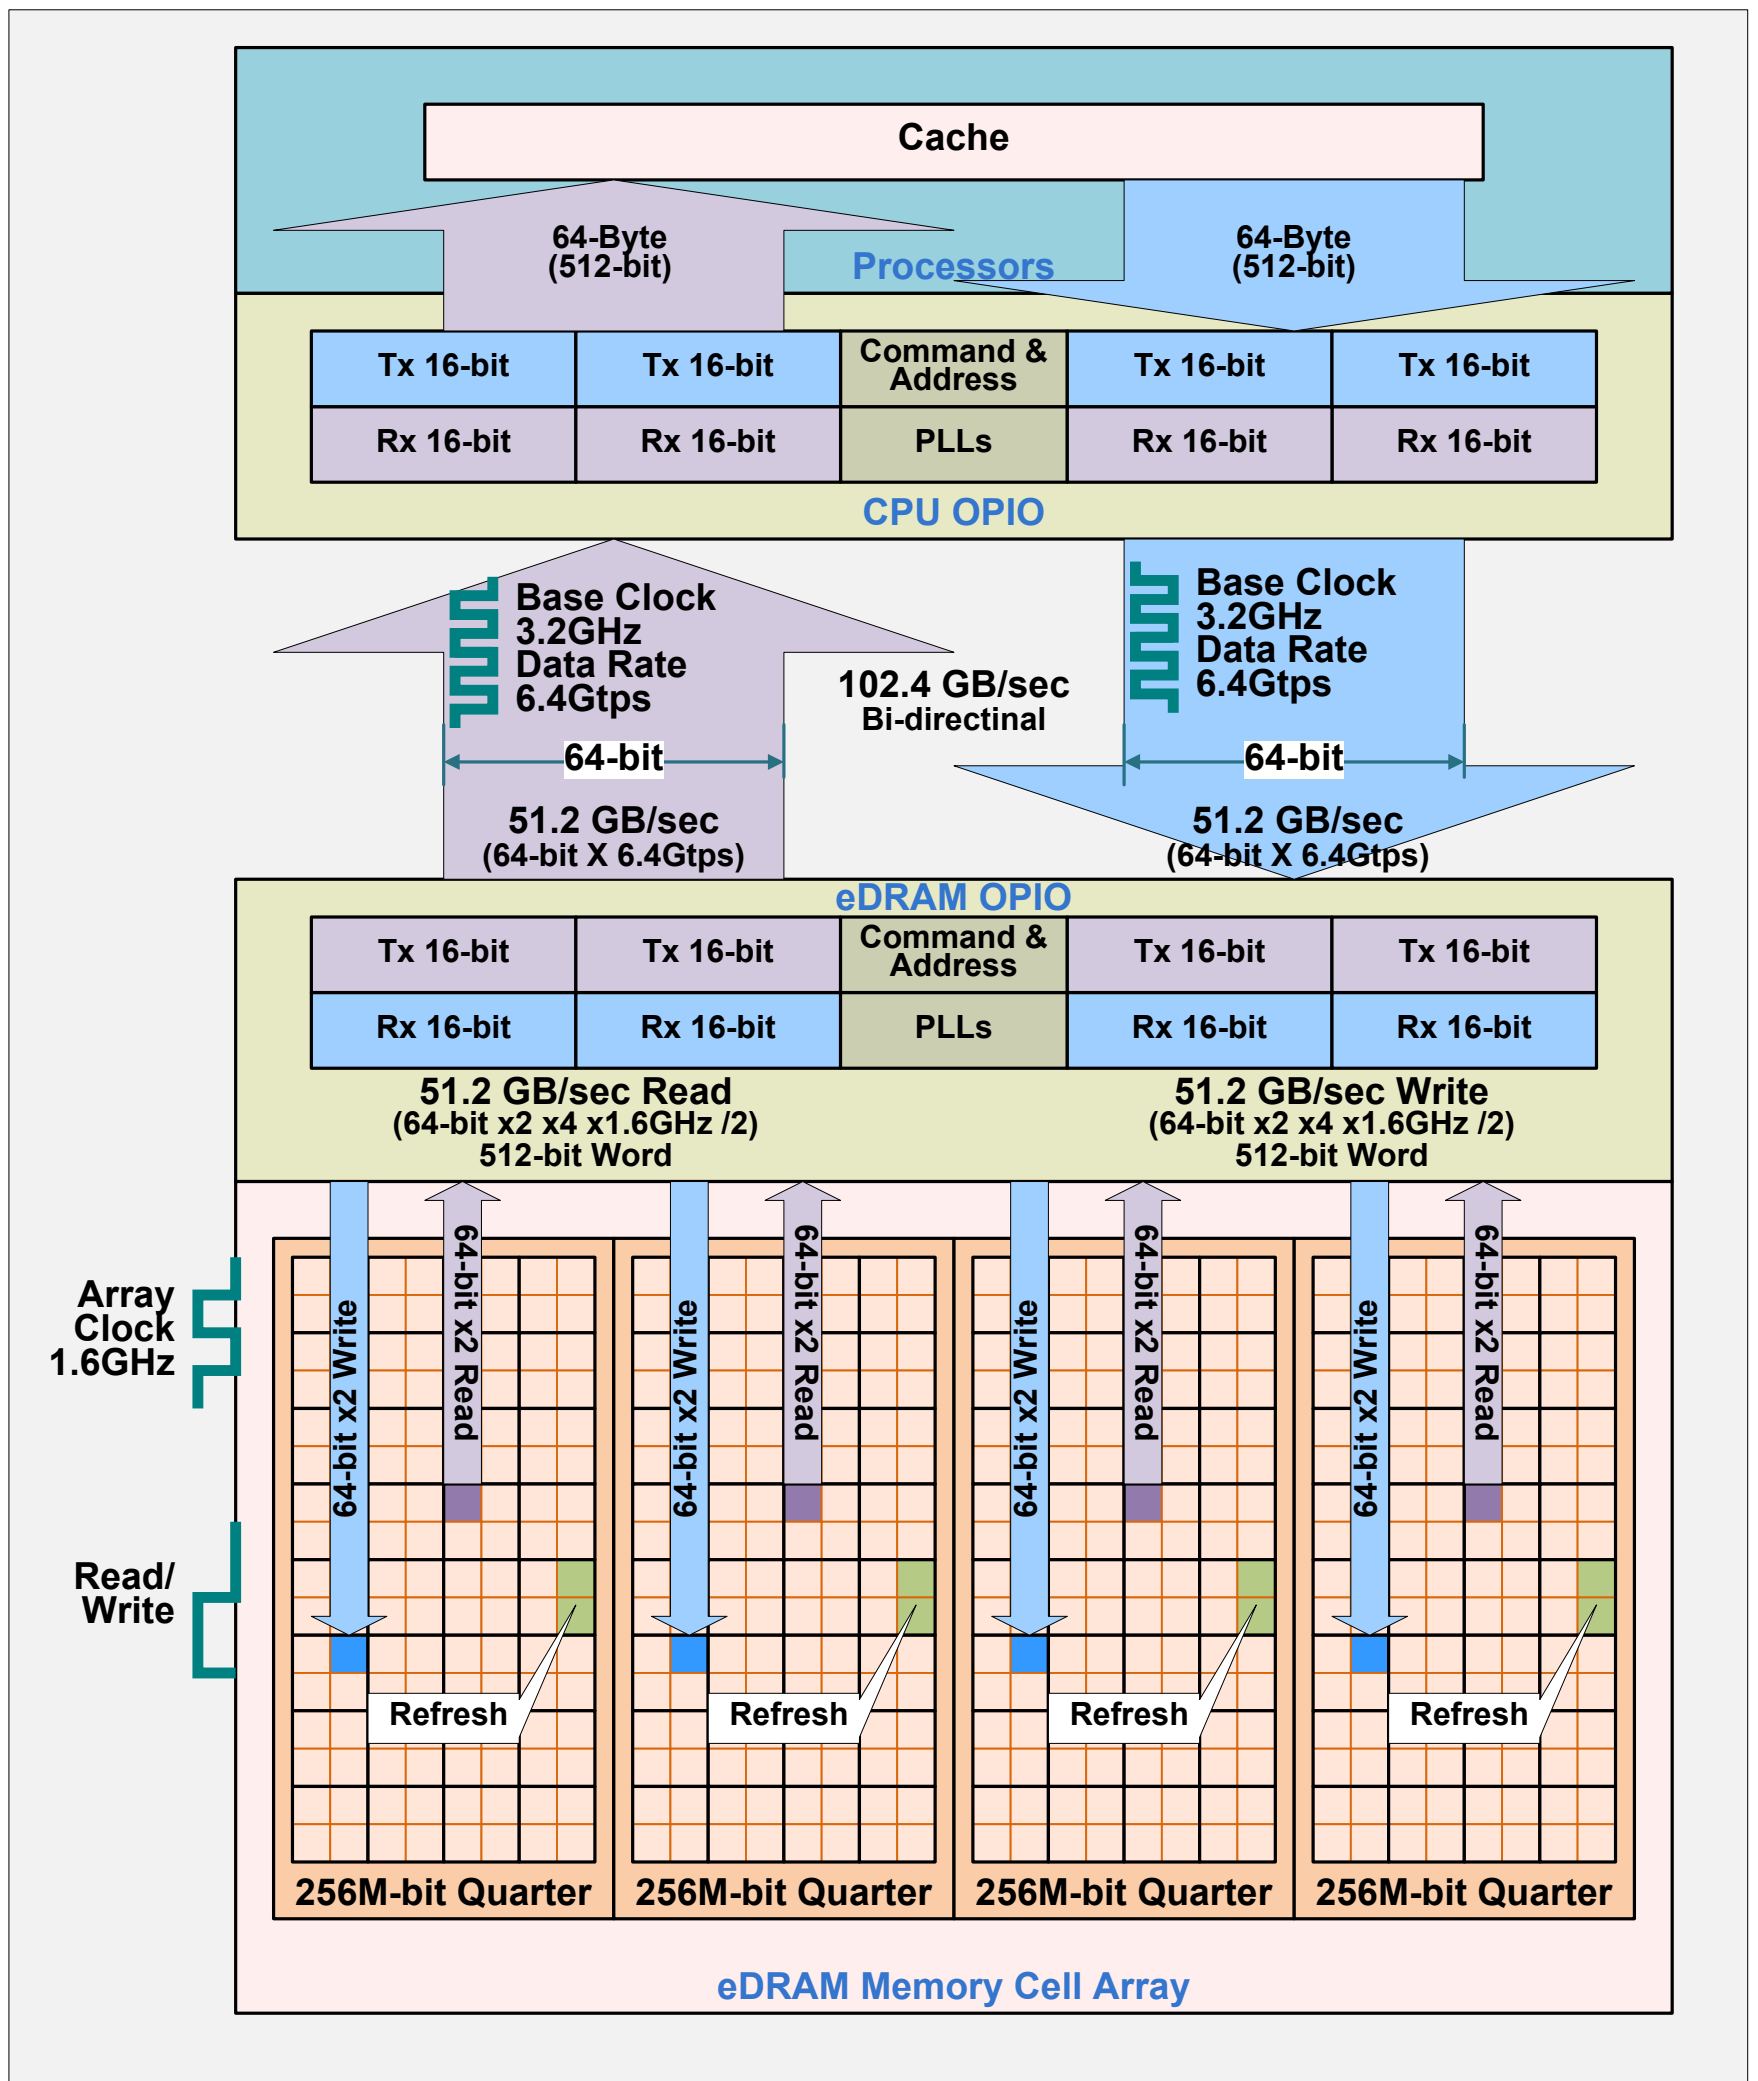 Cache
64-Byte
(512-bit)
64-Byte
(512-bit)
Processors
Tx 16-bit
Tx 16-bit
Command &
Address
Tx 16-bit
Tx 16-bit
Rx 16-bit
Rx 16-bit
PLLs
Rx 16-bit
Rx 16-bit
CPU OPIO
Base Clock
3.2GHz
Data Rate
6.4Gtps
Base Clock
3.2GHz
Data Rate
6.4Gtps
102.4 GB/sec
Bi-directinal
64-bit
64-bit
51.2 GB/sec
(64-bit X 6.4Gtps)
51.2 GB/sec
(64-bit X 6.4Gtps)
eDRAM OPIO
Tx 16-bit
Tx 16-bit
Command &
Address
Tx 16-bit
Tx 16-bit
Rx 16-bit
Rx 16-bit
PLLs
Rx 16-bit
Rx 16-bit
51.2 GB/sec Read
(64-bit x2 x4 x1.6GHz /2)
512-bit Word
51.2 GB/sec Write
(64-bit x2 x4 x1.6GHz /2)
512-bit Word
Array
Clock
1.6GHz
Read/
Write
64-bit x2 Write
64-bit x2 Read
64-bit x2 Write
64-bit x2 Read
64-bit x2 Write
64-bit x2 Read
64-bit x2 Write
64-bit x2 Read
Refresh
Refresh
Refresh
Refresh
256M-bit Quarter
256M-bit Quarter
256M-bit Quarter
256M-bit Quarter
eDRAM Memory Cell Array